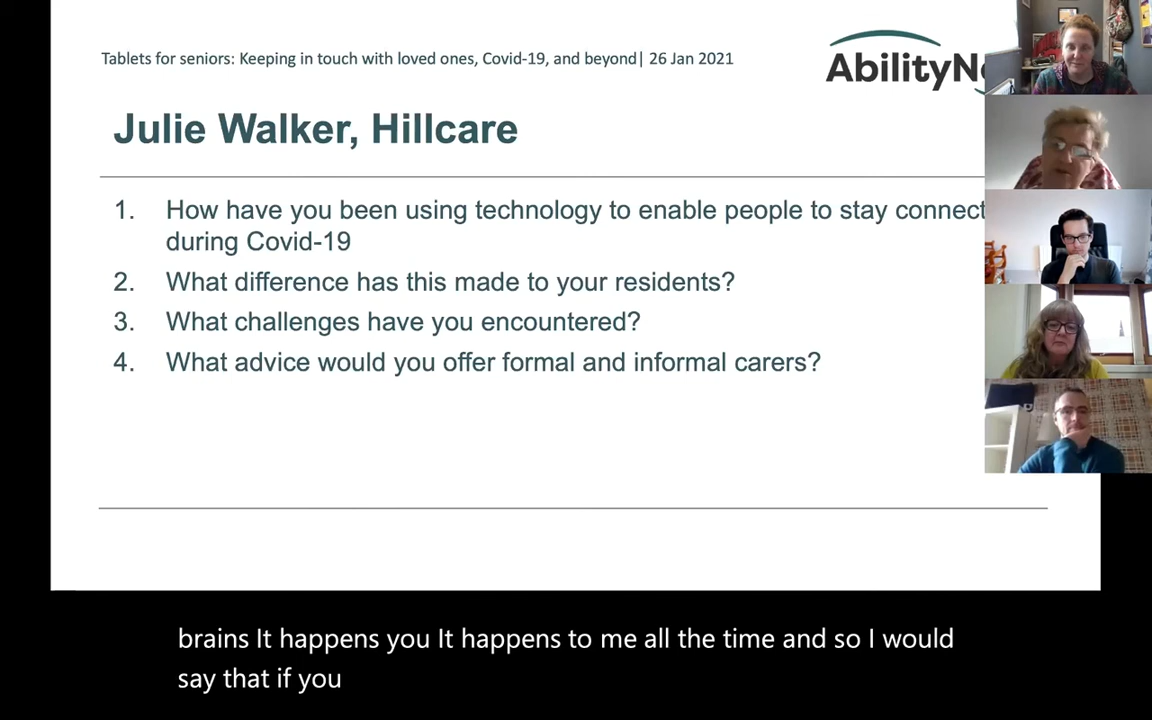 Tablets for seniors: Keeping in touch with loved ones, Covid-19, and beyond| 26 Jan 2021
AbilityN
Julie Walker, Hillcare
1. How have you been using technology to enable people to stay connect
during Covid-19
2. What difference has this made to your residents?
3. What challenges have you encountered?
4. What advice would you offer formal and informal carers?
brains It happens you It happens to me all the time and so I would
say that if you